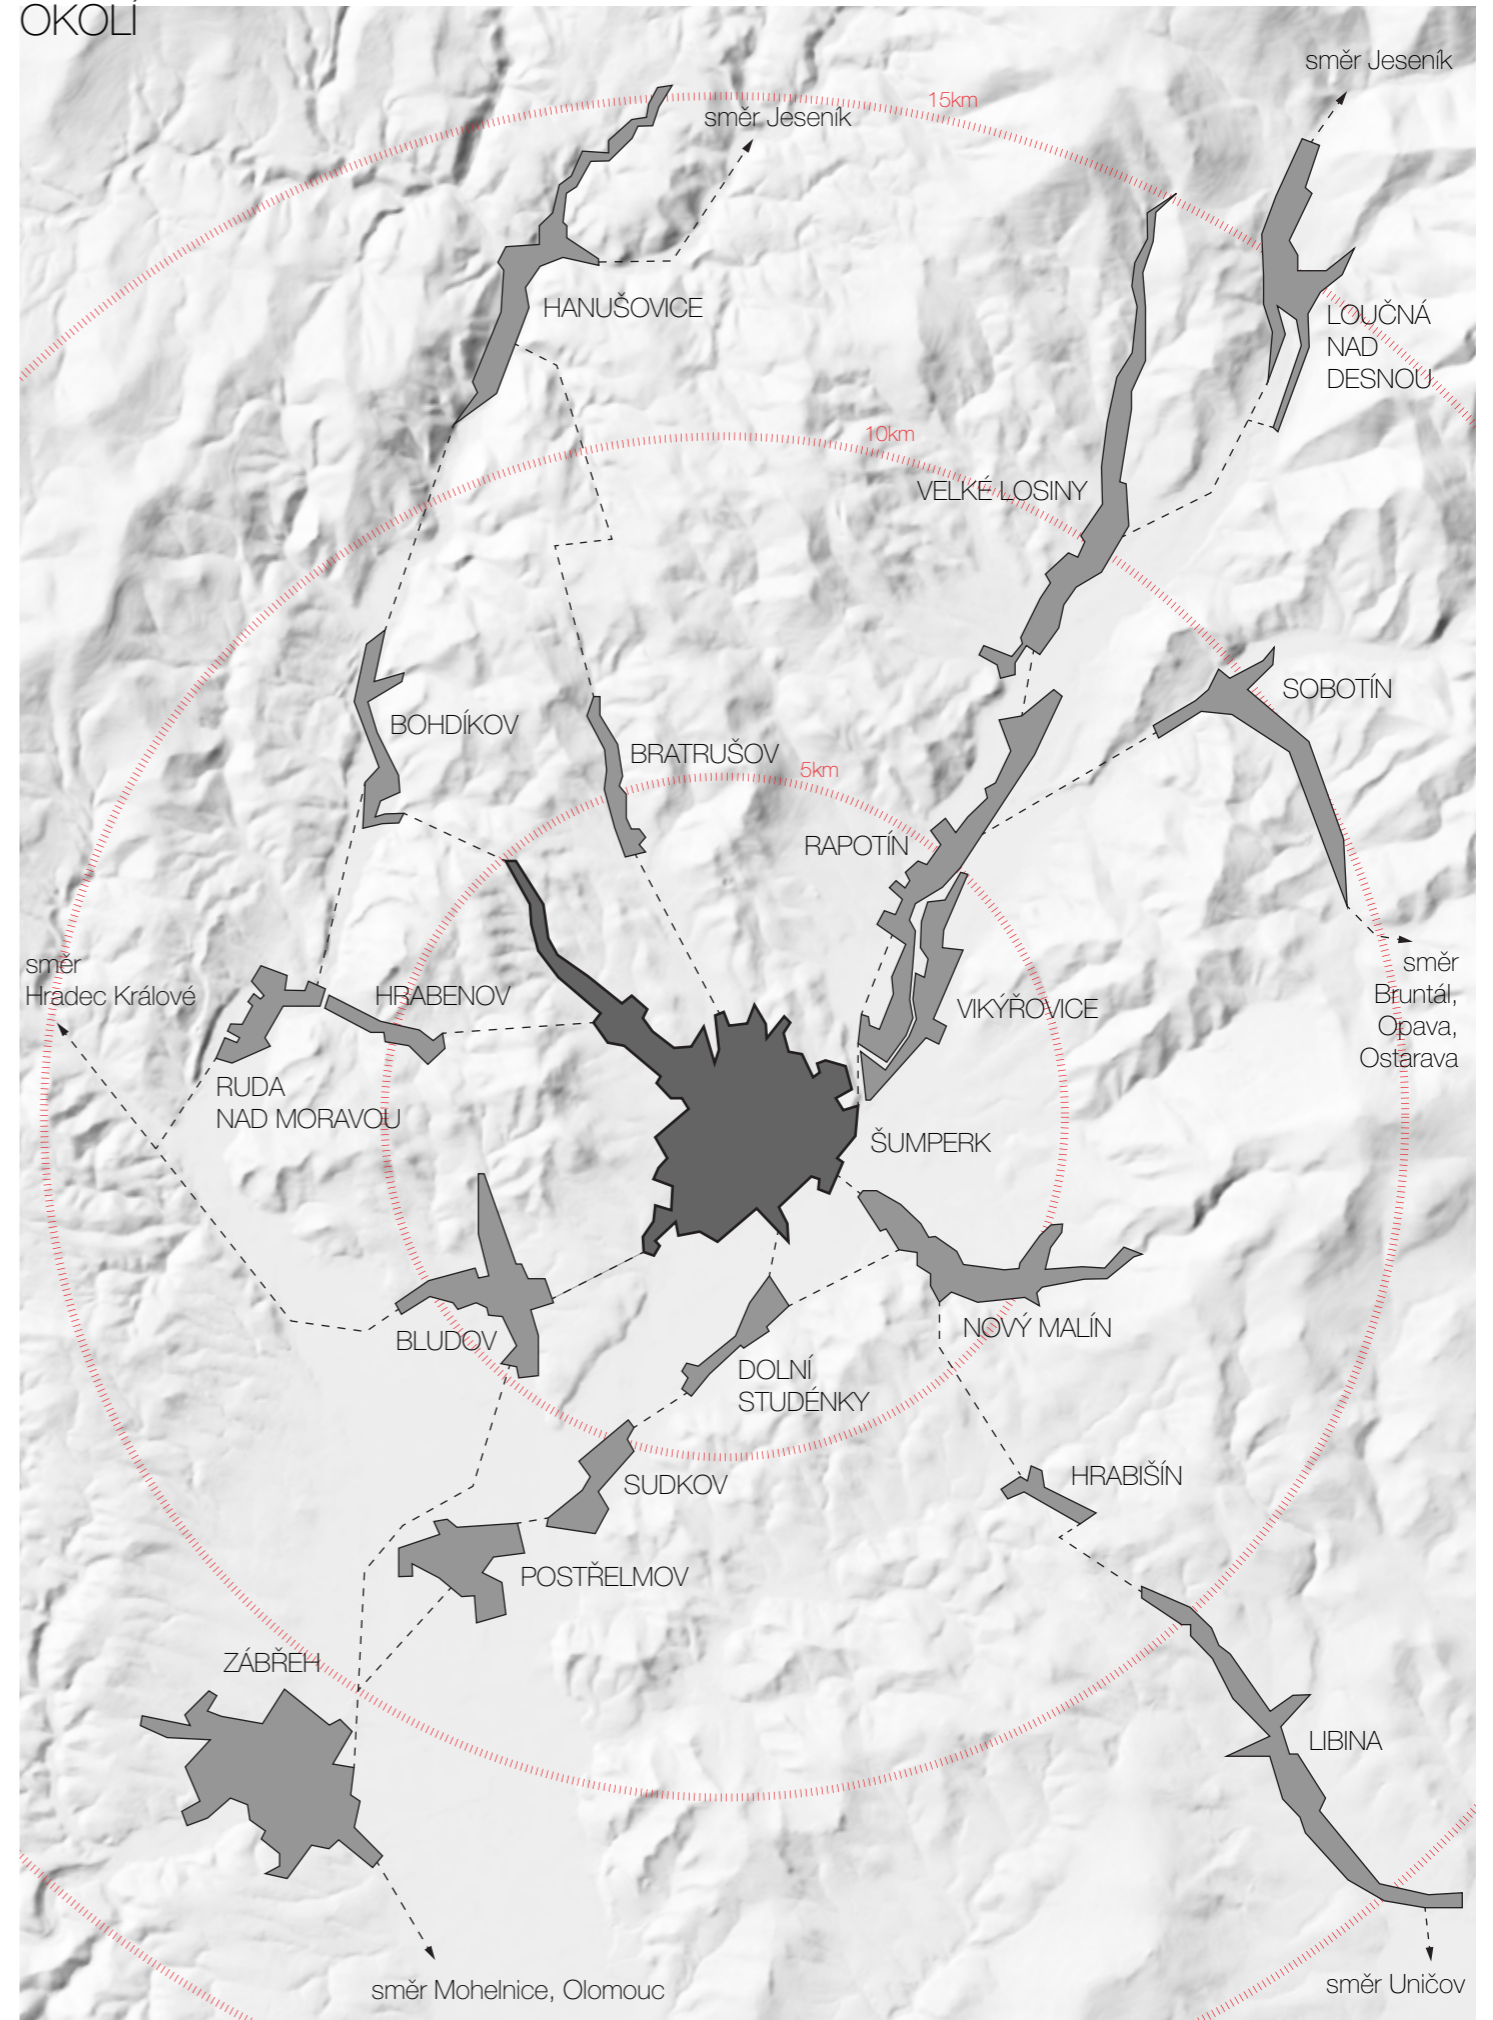 OKOLÍ
směr Jeseník
15km
směr Jeseník
HANUŠOVICE
LOUČNÁ
NAD
DESNOU
10km
VELKÉ LOSINY
SOBOTÍN
BOHDÍKOV
BRATRUŠOV
5km
RAPOTÍN
směr
Hradec Králové
HRABENOV
VIKÝŘOVICE
směr
Bruntál,
Opava,
Ostarava
RUDA
NAD MORAVOU
ŠUMPERK
BLUDOV
NOVÝ MALÍN
DOLNÍ
STUDÉNKY
SUDKOV
HRABIŠÍN
POSTŘELMOV
ZÁBŘEH
LIBINA
směr Mohelnice, Olomouc
směr Uničov